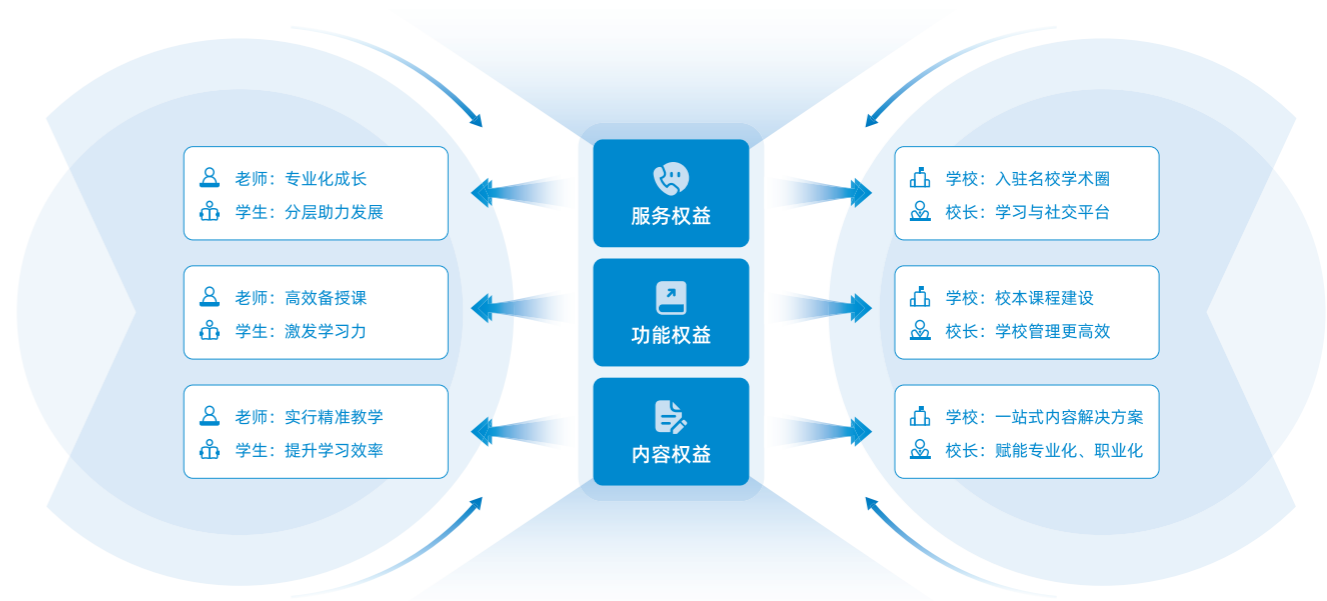 老师：专业化成长
学生：分层助力发展
服务权益
学校：入驻名校学术圈
校长：学习与社交平台
老师：高效备授课
学生：激发学习力
功能权益
学校：校本课程建设
校长：学校管理更高效
老师：实行精准教学
学生：提升学习效率
内容权益
学校：一站式内容解决方案
校长：赋能专业化、职业化